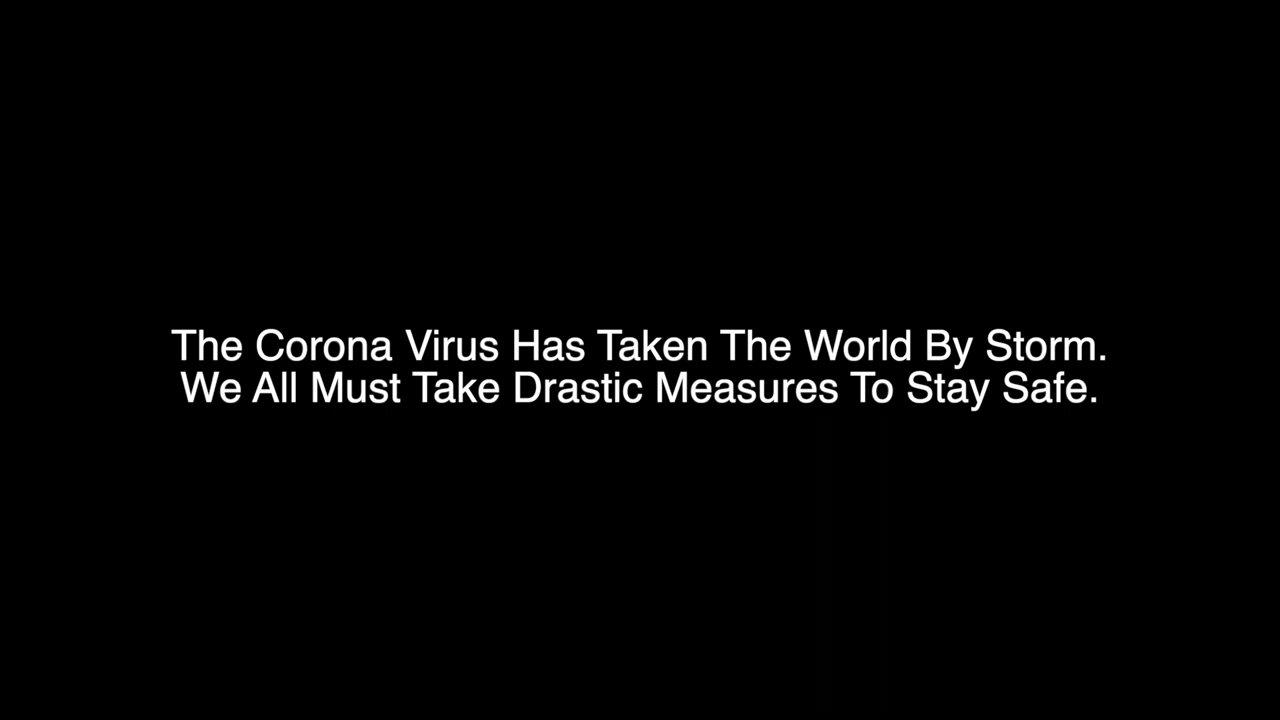 The Corona Virus Has Taken The World By Storm.
We All Must Take Drastic Measures To Stay Safe.